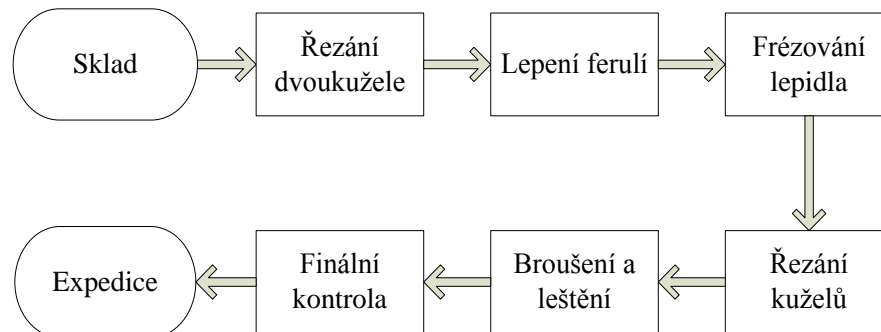 Sklad
Řezání
dvoukužele
Lepení ferulí
Frézování
lepidla
Řezání
kuželů
Broušení a
leštění
Finální
kontrola
Expedice